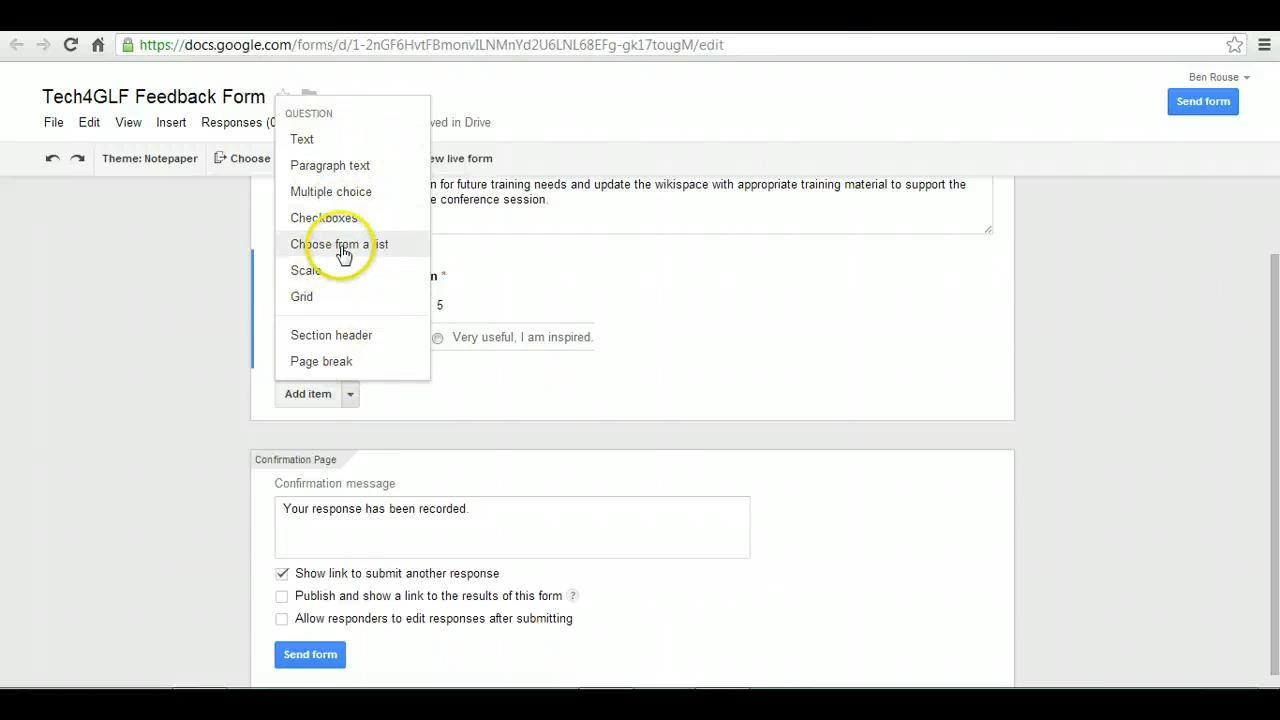 https://docs.google.com/forms/d/1-2nGF6HvtFBmonvILNMnYd2U6LNL68EFg-gk17tougM/edit
Ben Rouse
Tech4GLF Feedback Form
Send form
File Edit View Insert Responses (0 ved in Drive
Theme: Notepaper Choose ew live form
QUESTION
Text
Paragraph text
Multiple choice
Checkboxes
Choose from a list
Scale
Grid
Section header
Page break
n for future training needs and update the wikispace with appropriate training material to support the
e conference session.
n *
5
Very useful, I am inspired.
Add item
Confirmation Page
Confirmation message
Your response has been recorded.
Show link to submit another response
Publish and show a link to the results of this form ?
Allow responders to edit responses after submitting
Send form